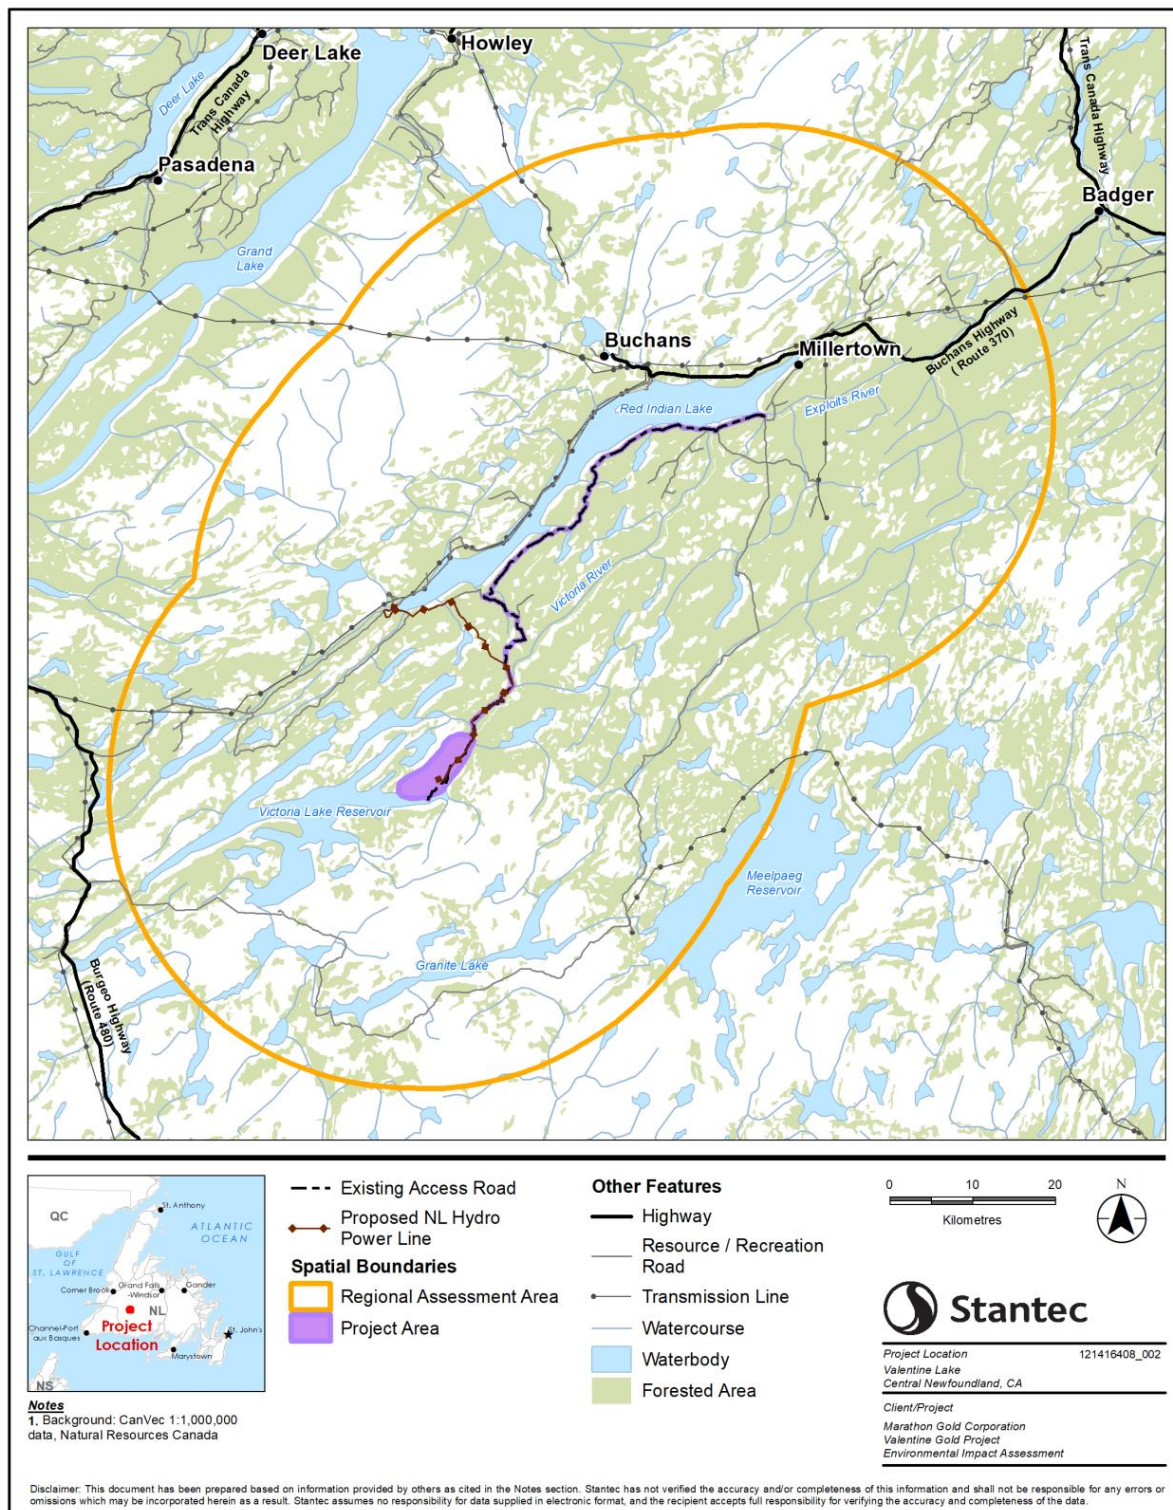 Deer Lake
Howley
Deer Lake
Trans Canada
Highway
Trans Canada Highway
Pasadena
Badger
Grand
Lake
Buchans
Millertown
Buchans Highway
( Route 370)
Red Indian Lake
Exploits River
Victoria River
Victoria Lake Reservoir
Meelpaeg
Reservoir
Granite Lake
Burgeo Highway
(Route 480)
QC
St. Anthony
ATLANTIC
OCEAN
GULF
OF
ST. LAWRENCE
Corner Brook
Grand Falls
-Windsor
Gander
NL
Project
Location
Channel-Port
aux Basques
St. John's
Marystown
NS
Notes
1. Background: CanVec 1:1,000,000
data, Natural Resources Canada
Existing Access Road
Proposed NL Hydro
Power Line
Spatial Boundaries
Regional Assessment Area
Project Area
Other Features
Highway
Resource / Recreation
Road
Transmission Line
Watercourse
Waterbody
Forested Area
0 10 20
Kilometres
N
Stantec
Project Location 121416408_002
Valentine Lake
Central Newfoundland, CA
Client/Project
Marathon Gold Corporation
Valentine Gold Project
Environmental Impact Assessment
Disclaimer: This document has been prepared based on information provided by others as cited in the Notes section. Stantec has not verified the accuracy and/or completeness of this information and shall not be responsible for any errors or
omissions which may be incorporated herein as a result. Stantec assumes no responsibility for data supplied in electronic format, and the recipient accepts full responsibility for verifying the accuracy and completeness of the data.